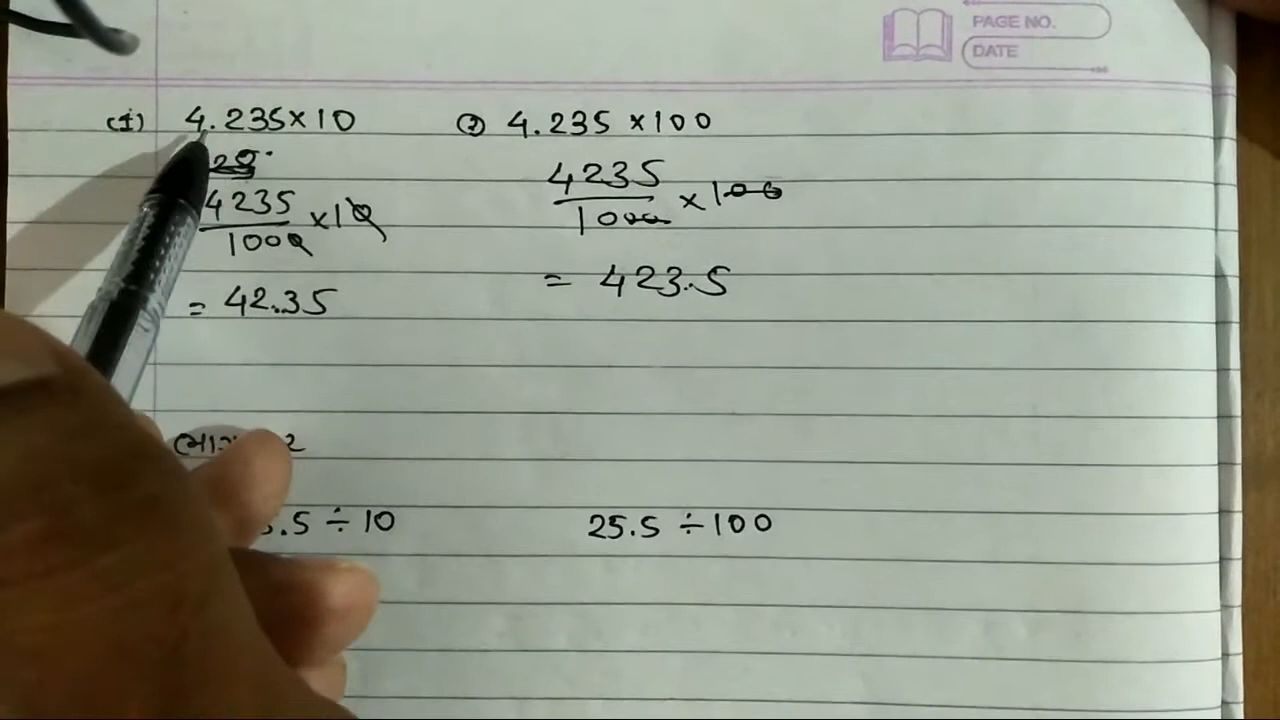 PAGE NO.
DATE
(1) 4.235×10
4235/1000 ×10
= 42.35
② 4.235 ×100
4235/1000 ×100
= 423.5
.5 ÷10
25.5 ÷100